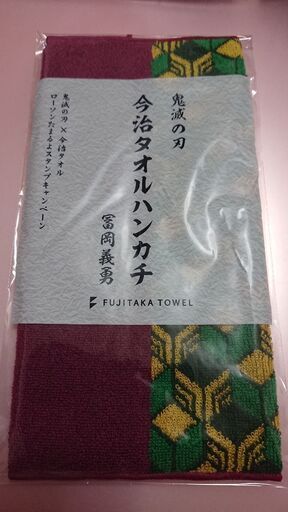 鬼滅の刃
今治タオルハンカチ
冨岡義勇
鬼滅の刃×今治タオル
ローソンたまるよスタンプキャンペーン
FUJITAKA TOWEL